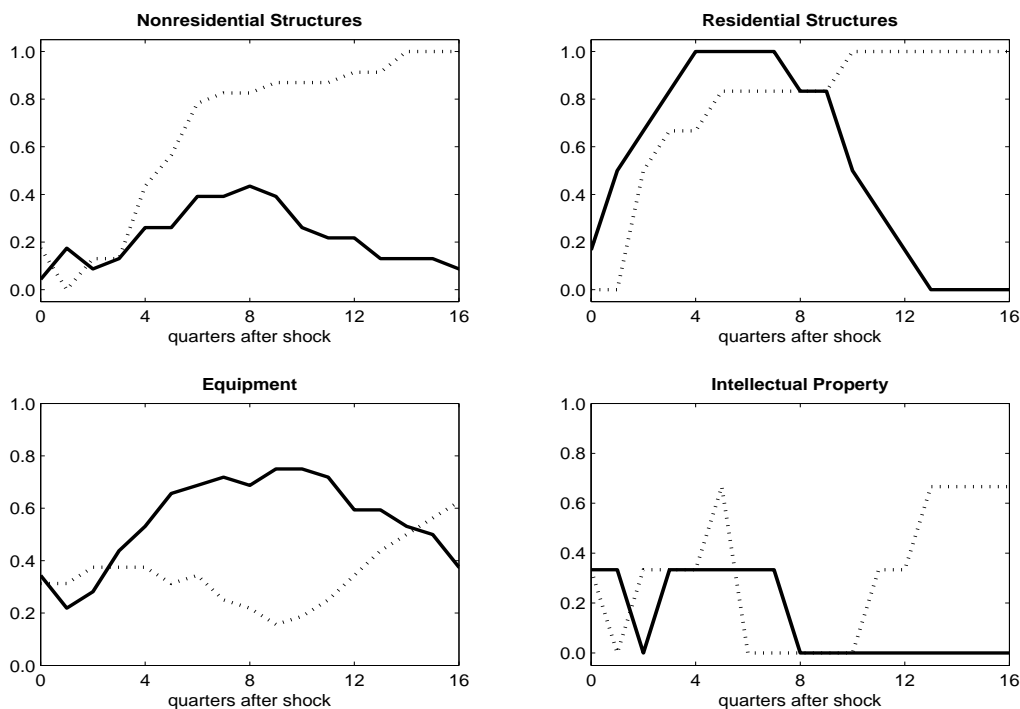 Nonresidential Structures
1.0
0.8
0.6
0.4
0.2
0.0
0 4 8 12 16
quarters after shock
Residential Structures
1.0
0.8
0.6
0.4
0.2
0.0
0 4 8 12 16
quarters after shock
Equipment
1.0
0.8
0.6
0.4
0.2
0.0
0 4 8 12 16
quarters after shock
Intellectual Property
1.0
0.8
0.6
0.4
0.2
0.0
0 4 8 12 16
quarters after shock